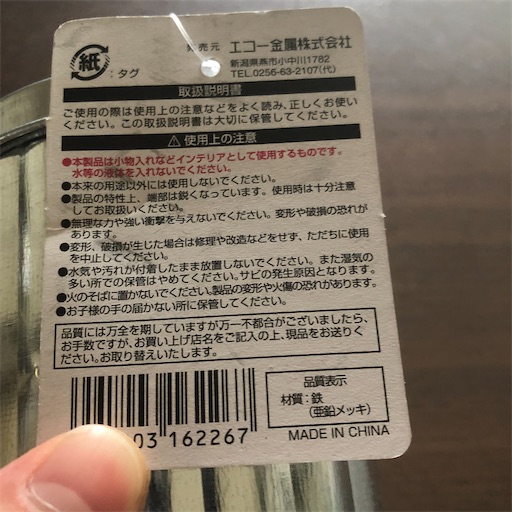 紙
:タグ
発売元 エコー金属株式会社
新潟県燕市小中川1782
TEL.0256-63-2107(代)
取扱説明書
ご使用の際は使用上の注意などをよく読み、正しくお使い
ください。この取扱説明書は大切に保管してください。
⚠使用上の注意
●本製品は小物入れなどインテリアとして使用するものです。
水等の液体を入れないでください。
●本来の用途以外には使用しないでください。
●製品の特性上、端部は鋭くなっています。使用時は十分注意
してお取扱いください。
●無理な力や強い衝撃を与えないでください。変形や破損の恐れが
あります。
●変形、破損が生じた場合は修理や改造などをせず、ただちに使用
を中止してください。
●水気や汚れが付着したまま放置しないでください。また湿気の
多い所での保管はやめてください。サビの発生原因となります。
●火のそばに置かないでください。製品の変形や火傷の恐れがあります。
●お子様の手の届かない所に保管してください。
品質には万全を期していますが万一不都合がございましたら、
お手数ですが、お買い上げ店名をご記入の上、現品をお送りく
ださい。お取り替えいたします。
品質表示
材質:鉄
(亜鉛メッキ)
03 162267
MADE IN CHINA